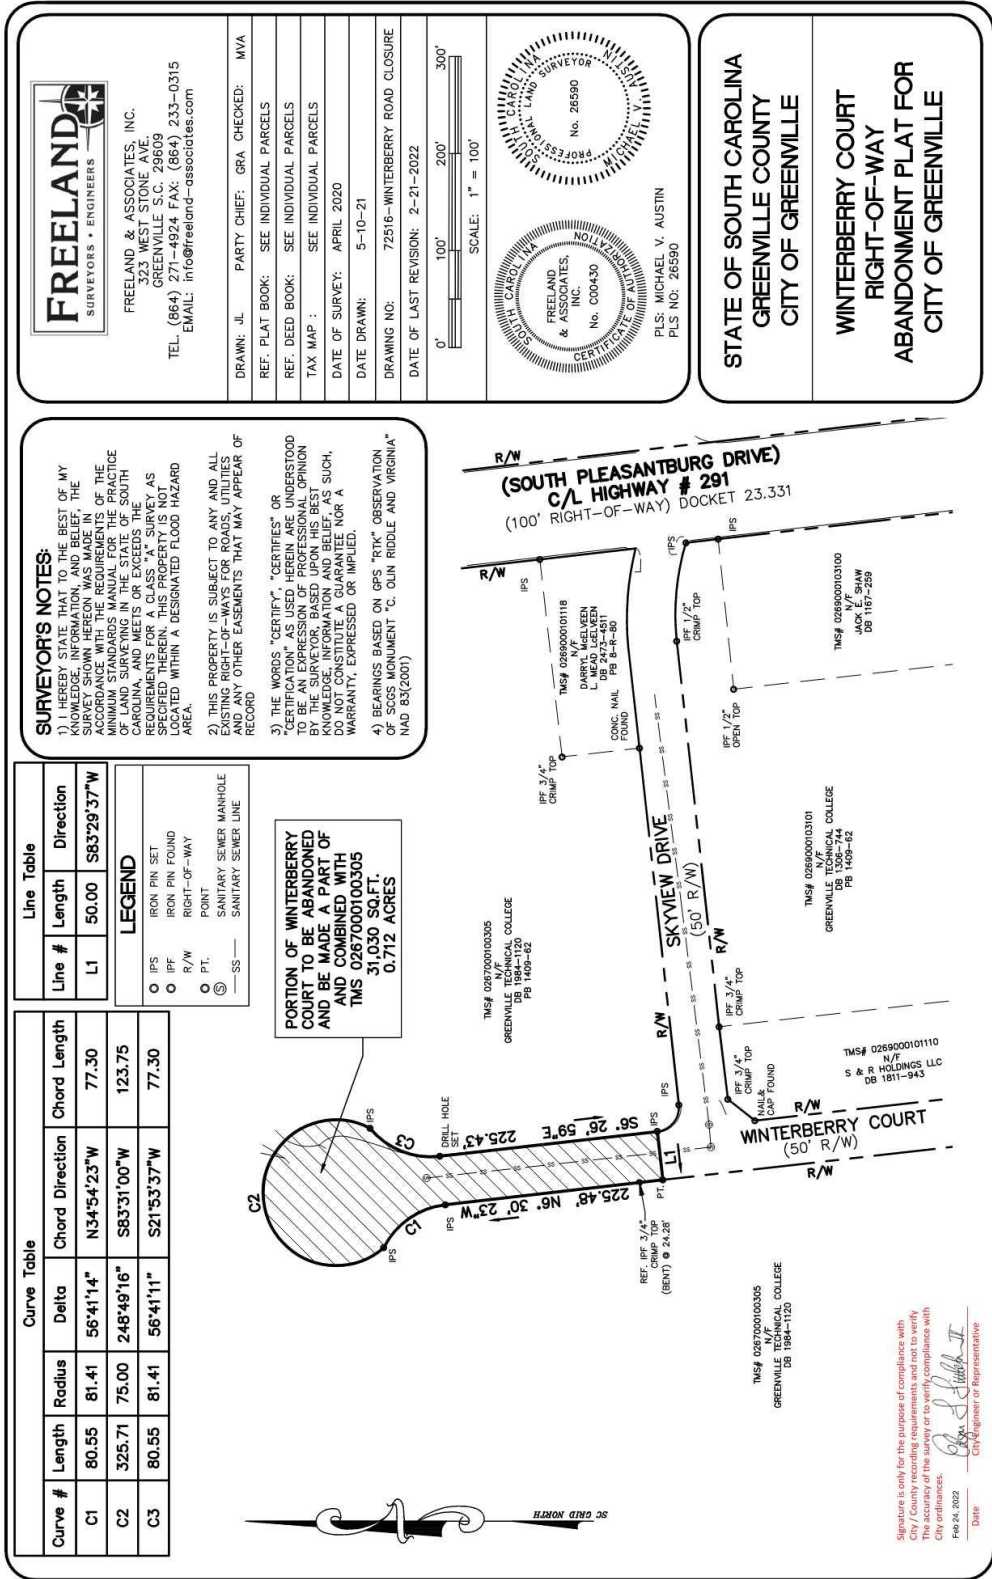 Curve Table
Curve # Length Radius Delta Chord Direction Chord Length
C1 80.55 81.41 56°41'14" N34°54'23"W 77.30
C2 325.71 75.00 248°49'16" S83°31'00"W 123.75
C3 80.55 81.41 56°41'11" S21°53'37"W 77.30
Line Table
Line # Length Direction
L1 50.00 S83°29'37"W
LEGEND
IPS IRON PIN SET
IPF IRON PIN FOUND
R/W RIGHT-OF-WAY
PT. POINT
S SANITARY SEWER MANHOLE
SS SANITARY SEWER LINE
SURVEYOR'S NOTES:
1) I HEREBY STATE THAT TO THE BEST OF MY
KNOWLEDGE, INFORMATION, AND BELIEF, THE
SURVEY SHOWN HEREON WAS MADE IN
ACCORDANCE WITH THE REQUIREMENTS OF THE
MINIMUM STANDARDS MANUAL FOR THE PRACTICE
OF LAND SURVEYING IN THE STATE OF SOUTH
CAROLINA, AND MEETS OR EXCEEDS THE
REQUIREMENTS FOR A CLASS "A" SURVEY AS
SPECIFIED THEREIN, THIS PROPERTY IS NOT
LOCATED WITHIN A DESIGNATED FLOOD HAZARD
AREA.
2) THIS PROPERTY IS SUBJECT TO ANY AND ALL
EXISTING RIGHT-OF-WAYS FOR ROADS, UTILITIES
AND ANY OTHER EASEMENTS THAT MAY APPEAR OF
RECORD
3) THE WORDS "CERTIFY", "CERTIFIES" OR
"CERTIFICATION" AS USED HEREIN ARE UNDERSTOOD
TO BE AN EXPRESSION OF PROFESSIONAL OPINION
BY THE SURVEYOR, BASED UPON HIS BEST
KNOWLEDGE, INFORMATION AND BELIEF, AS SUCH,
DO NOT CONSTITUTE A GUARANTEE NOR A
WARRANTY, EXPRESSED OR IMPLIED.
4) BEARINGS BASED ON GPS "RTK" OBSERVATION
OF SCGS MONUMENT "C. OLIN RIDDLE AND VIRGINIA"
NAD 83(2001)
FREELAND
SURVEYORS • ENGINEERS
FREELAND & ASSOCIATES, INC.
323 WEST STONE AVE.
GREENVILLE S.C. 29609
TEL. (864) 271-4924 FAX: (864) 233-0315
EMAIL: info@freeland-associates.com
DRAWN: JL PARTY CHIEF: GRA CHECKED: MVA
REF. PLAT BOOK: SEE INDIVIDUAL PARCELS
REF. DEED BOOK: SEE INDIVIDUAL PARCELS
TAX MAP : SEE INDIVIDUAL PARCELS
DATE OF SURVEY: APRIL 2020
DATE DRAWN: 5-10-21
DRAWING NO: 72516-WINTERBERRY ROAD CLOSURE
DATE OF LAST REVISION: 2-21-2022
0' 100' 200' 300'
SCALE: 1" = 100'
SOUTH CAROLINA
FREELAND
& ASSOCIATES,
INC.
No. C00430
CERTIFICATE OF AUTHORIZATION
SOUTH CAROLINA
PROFESSIONAL LAND SURVEYOR
No. 26590
MICHAEL V. AUSTIN
PLS: MICHAEL V. AUSTIN
PLS NO: 26590
STATE OF SOUTH CAROLINA
GREENVILLE COUNTY
CITY OF GREENVILLE
WINTERBERRY COURT
RIGHT-OF-WAY
ABANDONMENT PLAT FOR
CITY OF GREENVILLE
SC GRID NORTH
PORTION OF WINTERBERRY
COURT TO BE ABANDONED
AND BE MADE A PART OF
AND COMBINED WITH
TMS 0267000100305
31,030 SQ.FT.
0.712 ACRES
C2
C1
C3
IPS
IPS
IPS
DRILL HOLE
SET
225.43' S6° 26' 59"E
225.48' N6° 30' 23"W
L1
PT.
IPS
IPS
REF. IPF 3/4"
CRIMP TOP
(BENT) @ 24.28'
TMS# 0267000100305
N/F
GREENVILLE TECHNICAL COLLEGE
DB 1984-1120
PB 1409-62
TMS# 0267000100305
N/F
GREENVILLE TECHNICAL COLLEGE
DB 1984-1120
WINTERBERRY COURT
(50' R/W)
R/W
R/W
NAIL&
CAP FOUND
IPF 3/4"
CRIMP TOP
IPF 3/4"
CRIMP TOP
TMS# 0269000101110
N/F
S & R HOLDINGS LLC
DB 1811-943
SKYVIEW DRIVE
(50' R/W)
R/W
R/W
TMS# 0269000103101
N/F
GREENVILLE TECHNICAL COLLEGE
DB 1306-744
PB 1409-62
IPF 3/4"
CRIMP TOP
CONC. NAIL
FOUND
TMS# 0269000101118
N/F
DARRYL McELVEEN
L. MEAD LcELVEEN
DB 2473-4511
PB 8-R-80
IPS
R/W
IPF 1/2"
OPEN TOP
IPF 1/2"
CRIMP TOP
IPS
IPS
TMS# 0269000103100
N/F
JACK E. SHAW
DB 1167-259
R/W
(SOUTH PLEASANTBURG DRIVE)
C/L HIGHWAY # 291
(100' RIGHT-OF-WAY) DOCKET 23.331
Signature is only for the purpose of compliance with
City / County recording requirements and not to verify
The accuracy of the survey or to verify compliance with
City ordinances.
Feb 24, 2022
Date City Engineer or Representative